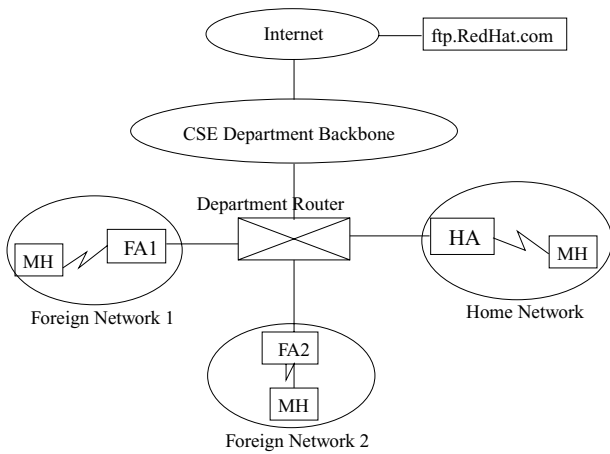 Internet
ftp.RedHat.com
CSE Department Backbone
Department Router
MH
FA1
HA
MH
Foreign Network 1
Home Network
FA2
MH
Foreign Network 2